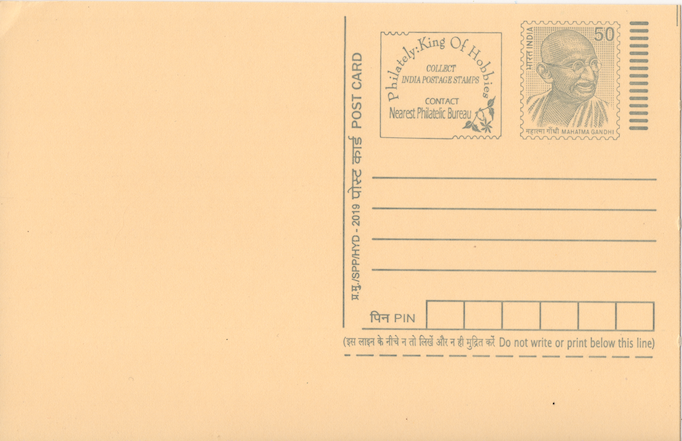 प्र.मु./SPP/HYD - 2019 पोस्ट कार्ड POST CARD
Philately:King Of Hobbies
COLLECT
INDIA POSTAGE STAMPS
CONTACT
Nearest Philatelic Bureau
भारत INDIA
50
महात्मा गाँधी MAHATMA GANDHI
पिन PIN
(इस लाइन के नीचे न तो लिखें और न ही मुद्रित करें Do not write or print below this line)